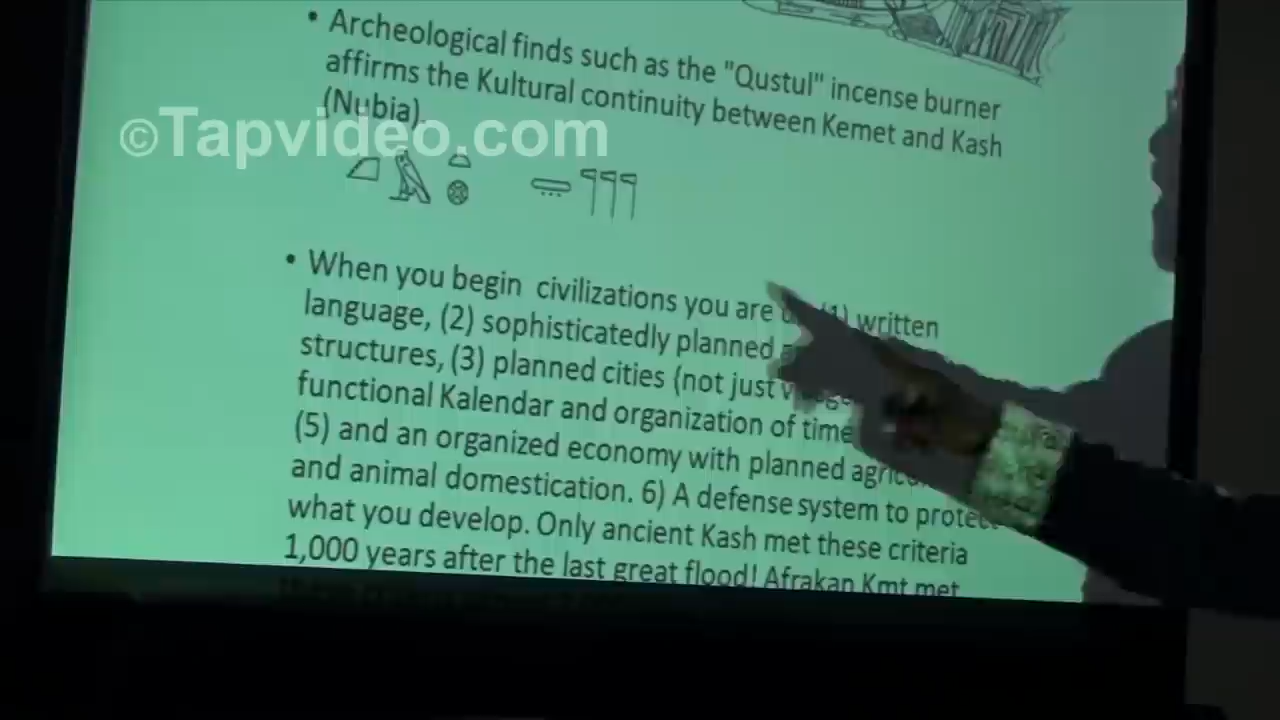 • Archeological finds such as the "Qustul" incense burner
affirms the Kultural continuity between Kemet and Kash
(Nubia).
©Tapvideo.com
• When you begin civilizations you are (1) written
language, (2) sophisticatedly planned
structures, (3) planned cities (not just
functional Kalendar and organization of time
(5) and an organized economy with planned
and animal domestication. 6) A defense system to protect
what you develop. Only ancient Kash met these criteria
1,000 years after the last great flood! Afrakan Kmt met